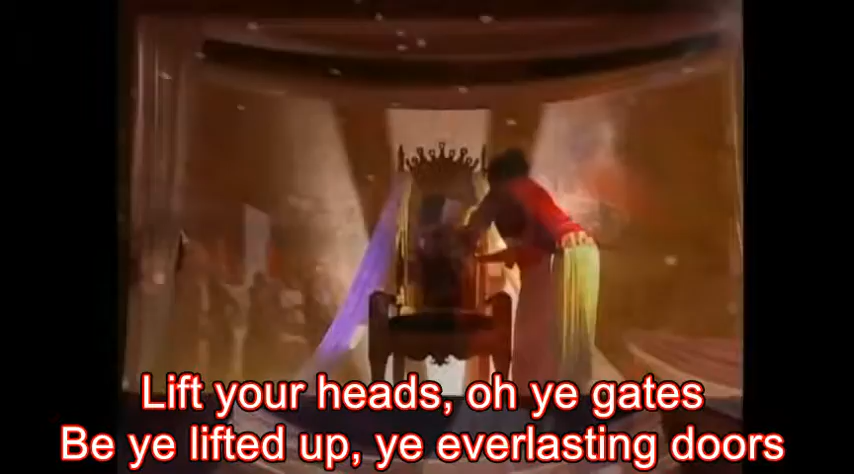 Lift your heads, oh ye gates
Be ye lifted up, ye everlasting doors